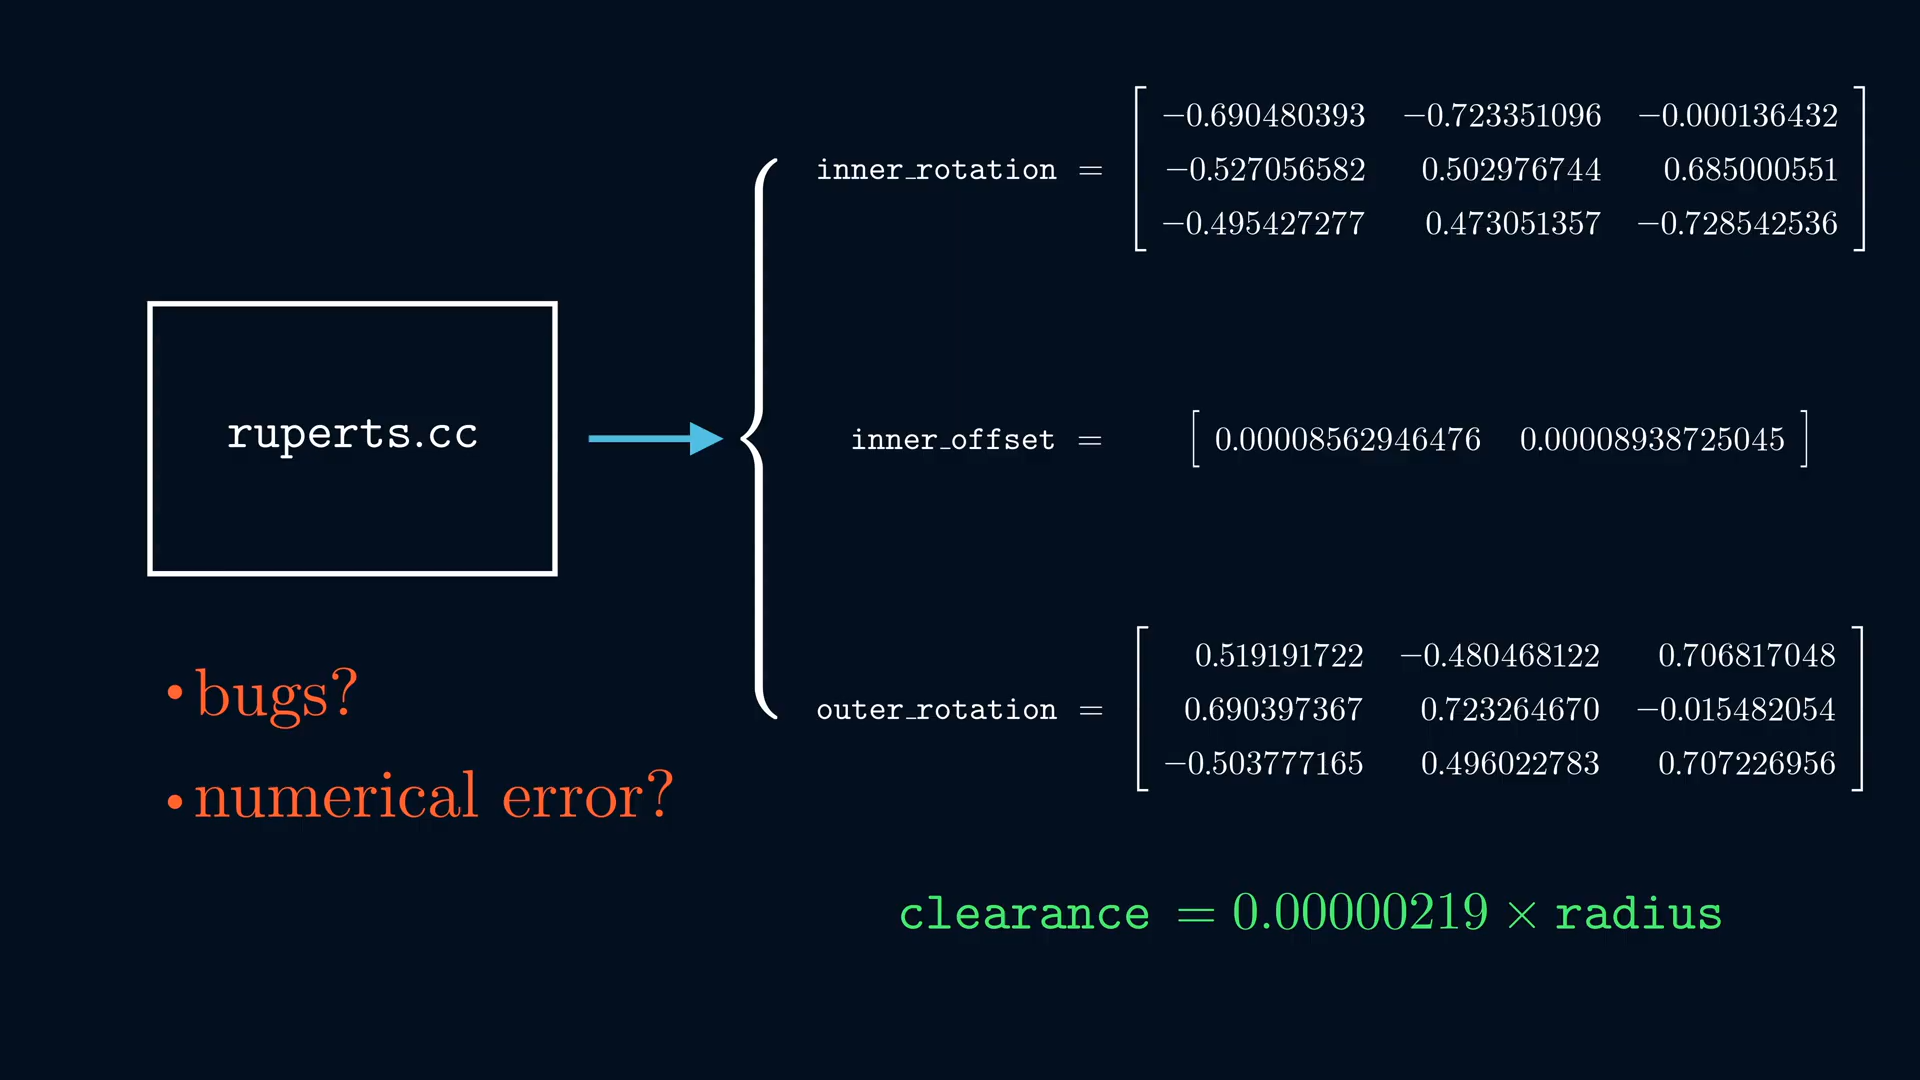 ruperts.cc
• bugs?
• numerical error?
inner_rotation = [ −0.690480393 −0.723351096 −0.000136432
−0.527056582 0.502976744 0.685000551
−0.495427277 0.473051357 −0.728542536 ]
inner_offset = [ 0.00008562946476 0.00008938725045 ]
outer_rotation = [ 0.519191722 −0.480468122 0.706817048
0.690397367 0.723264670 −0.015482054
−0.503777165 0.496022783 0.707226956 ]
clearance = 0.00000219 × radius